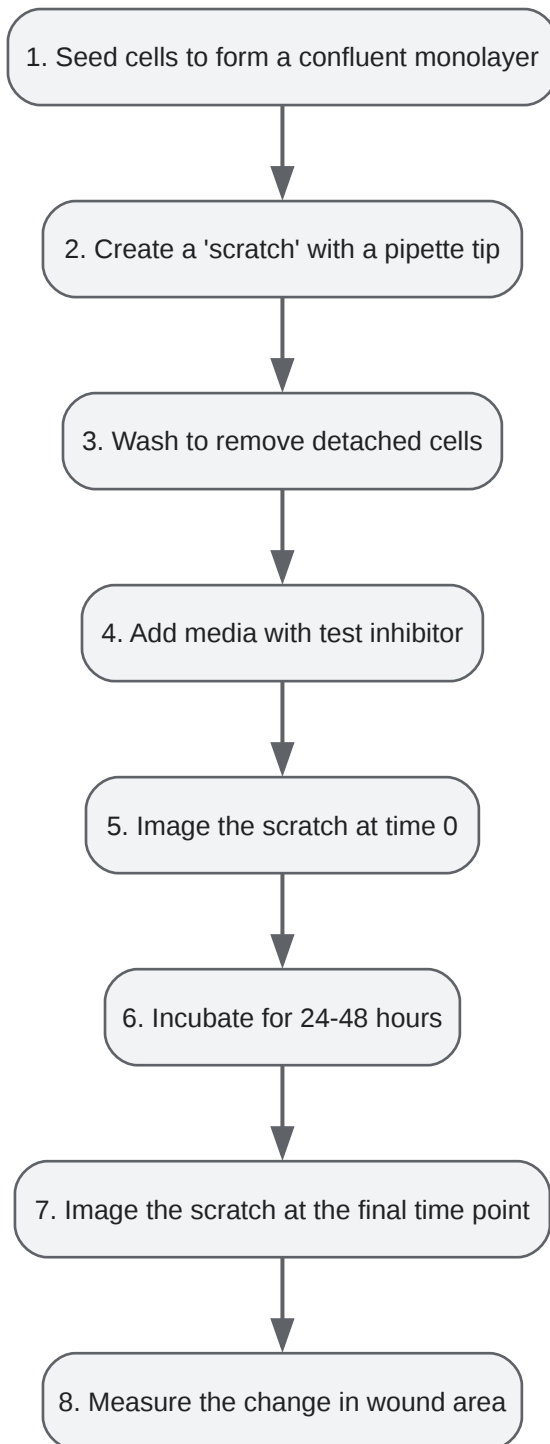 1. Seed cells to form a confluent monolayer
2. Create a 'scratch' with a pipette tip
3. Wash to remove detached cells
4. Add media with test inhibitor
5. Image the scratch at time 0
6. Incubate for 24-48 hours
7. Image the scratch at the final time point
8. Measure the change in wound area